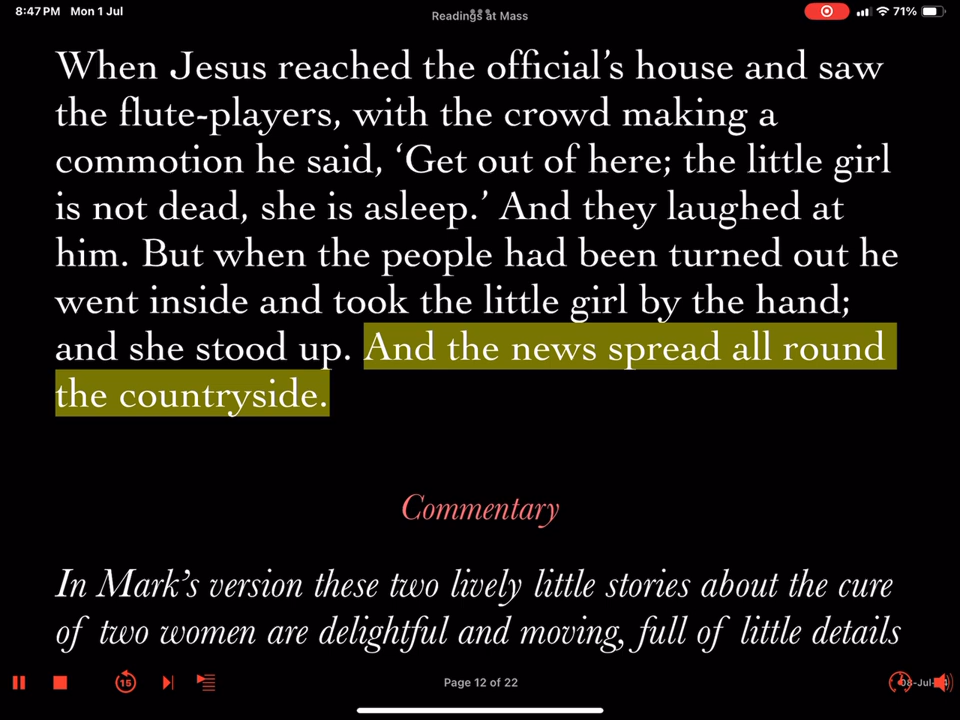 8:47PM Mon 1 Jul
71%
Readings at Mass
When Jesus reached the official’s house and saw
the flute-players, with the crowd making a
commotion he said, ‘Get out of here; the little girl
is not dead, she is asleep.’ And they laughed at
him. But when the people had been turned out he
went inside and took the little girl by the hand;
and she stood up. And the news spread all round
the countryside.
Commentary
In Mark’s version these two lively little stories about the cure
of two women are delightful and moving, full of little details
15
Page 12 of 22
08-Jul-